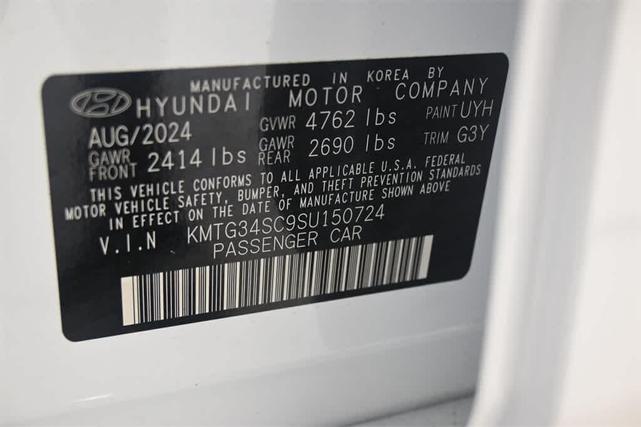 MANUFACTURED IN KOREA BY
HYUNDAI MOTOR COMPANY
AUG/2024 GVWR 4762 lbs PAINT UYH
GAWR FRONT 2414 lbs GAWR REAR 2690 lbs TRIM G3Y
THIS VEHICLE CONFORMS TO ALL APPLICABLE U.S.A. FEDERAL
MOTOR VEHICLE SAFETY, BUMPER, AND THEFT PREVENTION STANDARDS
IN EFFECT ON THE DATE OF MANUFACTURE SHOWN ABOVE
V.I.N KMTG34SC9SU150724
PASSENGER CAR